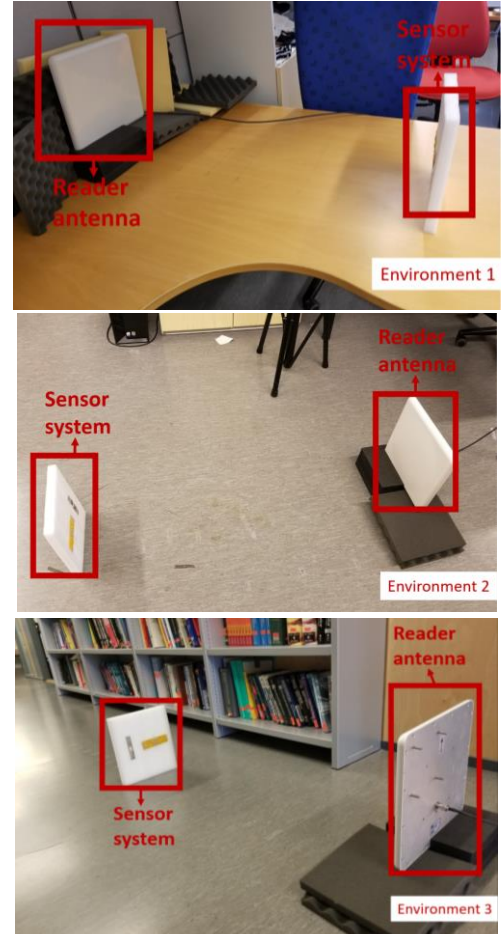 Sensor
system
Reader
antenna
Environment 1
Reader
antenna
Sensor
system
Environment 2
Reader
antenna
Sensor
system
Environment 3